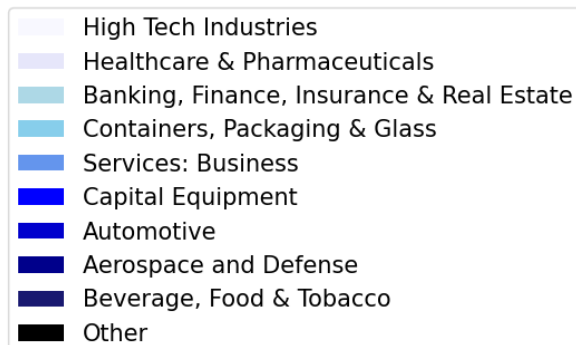 High Tech Industries
Healthcare & Pharmaceuticals
Banking, Finance, Insurance & Real Estate
Containers, Packaging & Glass
Services: Business
Capital Equipment
Automotive
Aerospace and Defense
Beverage, Food & Tobacco
Other